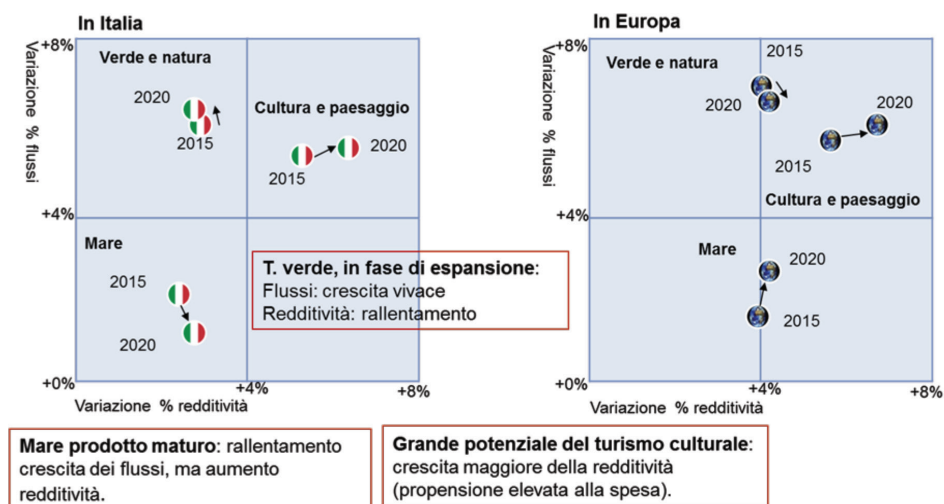 In Italia
+8%
Variazione % flussi
Verde e natura
2020
2015
Cultura e paesaggio
2020
2015
+4%
Mare
2015
2020
+0%
+4%
+8%
Variazione % redditività
In Europa
+8%
Variazione % flussi
2015
Verde e natura
2020
2020
2015
Cultura e paesaggio
+4%
Mare
2020
2015
+0%
+4%
+8%
Variazione % redditività
T. verde, in fase di espansione:
Flussi: crescita vivace
Redditività: rallentamento
Mare prodotto maturo: rallentamento
crescita dei flussi, ma aumento
redditività.
Grande potenziale del turismo culturale:
crescita maggiore della redditività
(propensione elevata alla spesa).